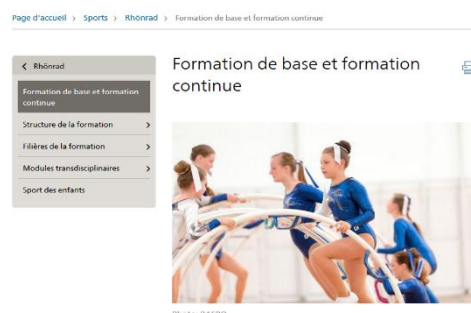 Page d'accueil > Sports > Rhönrad > Formation de base et formation continue
Rhönrad
Formation de base et formation continue
Formation de base et formation
continue
Structure de la formation
Filières de la formation
Modules transdisciplinaires
Sport des enfants